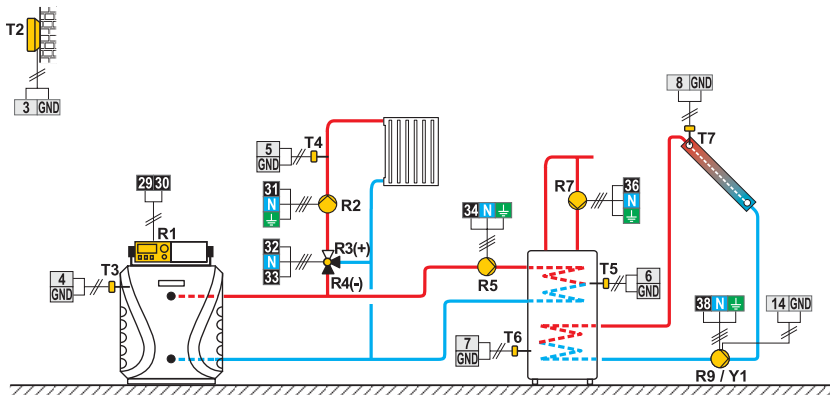 T2
3 GND
8 GND
T7
5
GND
T4
31
N
R2
36
N
R7
29 30
R1
34 N
32
N
33
R3(+)
R4(-)
R5
4
GND
T3
T5
6
GND
38 N
14 GND
7
GND
T6
R9 / Y1